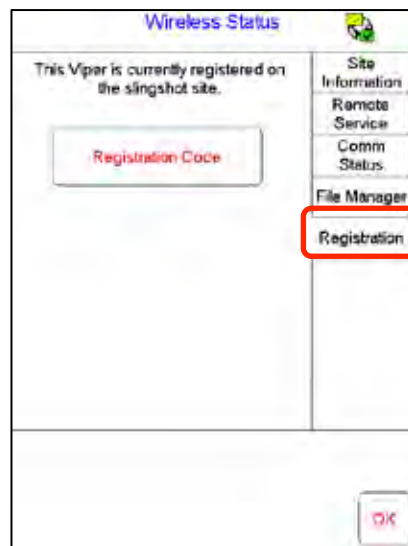 Wireless Status
This Viper is currently registered on
the slingshot site.
Registration Code
Site
Information
Remote
Service
Comm
Status
File Manager
Registration
OK